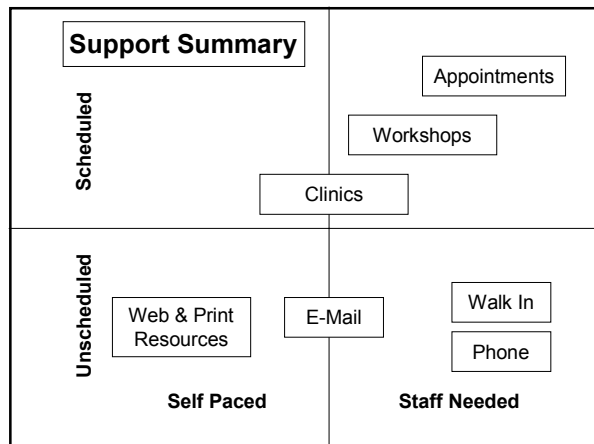 Support Summary
Appointments
Workshops
Clinics
Scheduled
Unscheduled
Web & Print
Resources
E-Mail
Walk In
Phone
Self Paced
Staff Needed